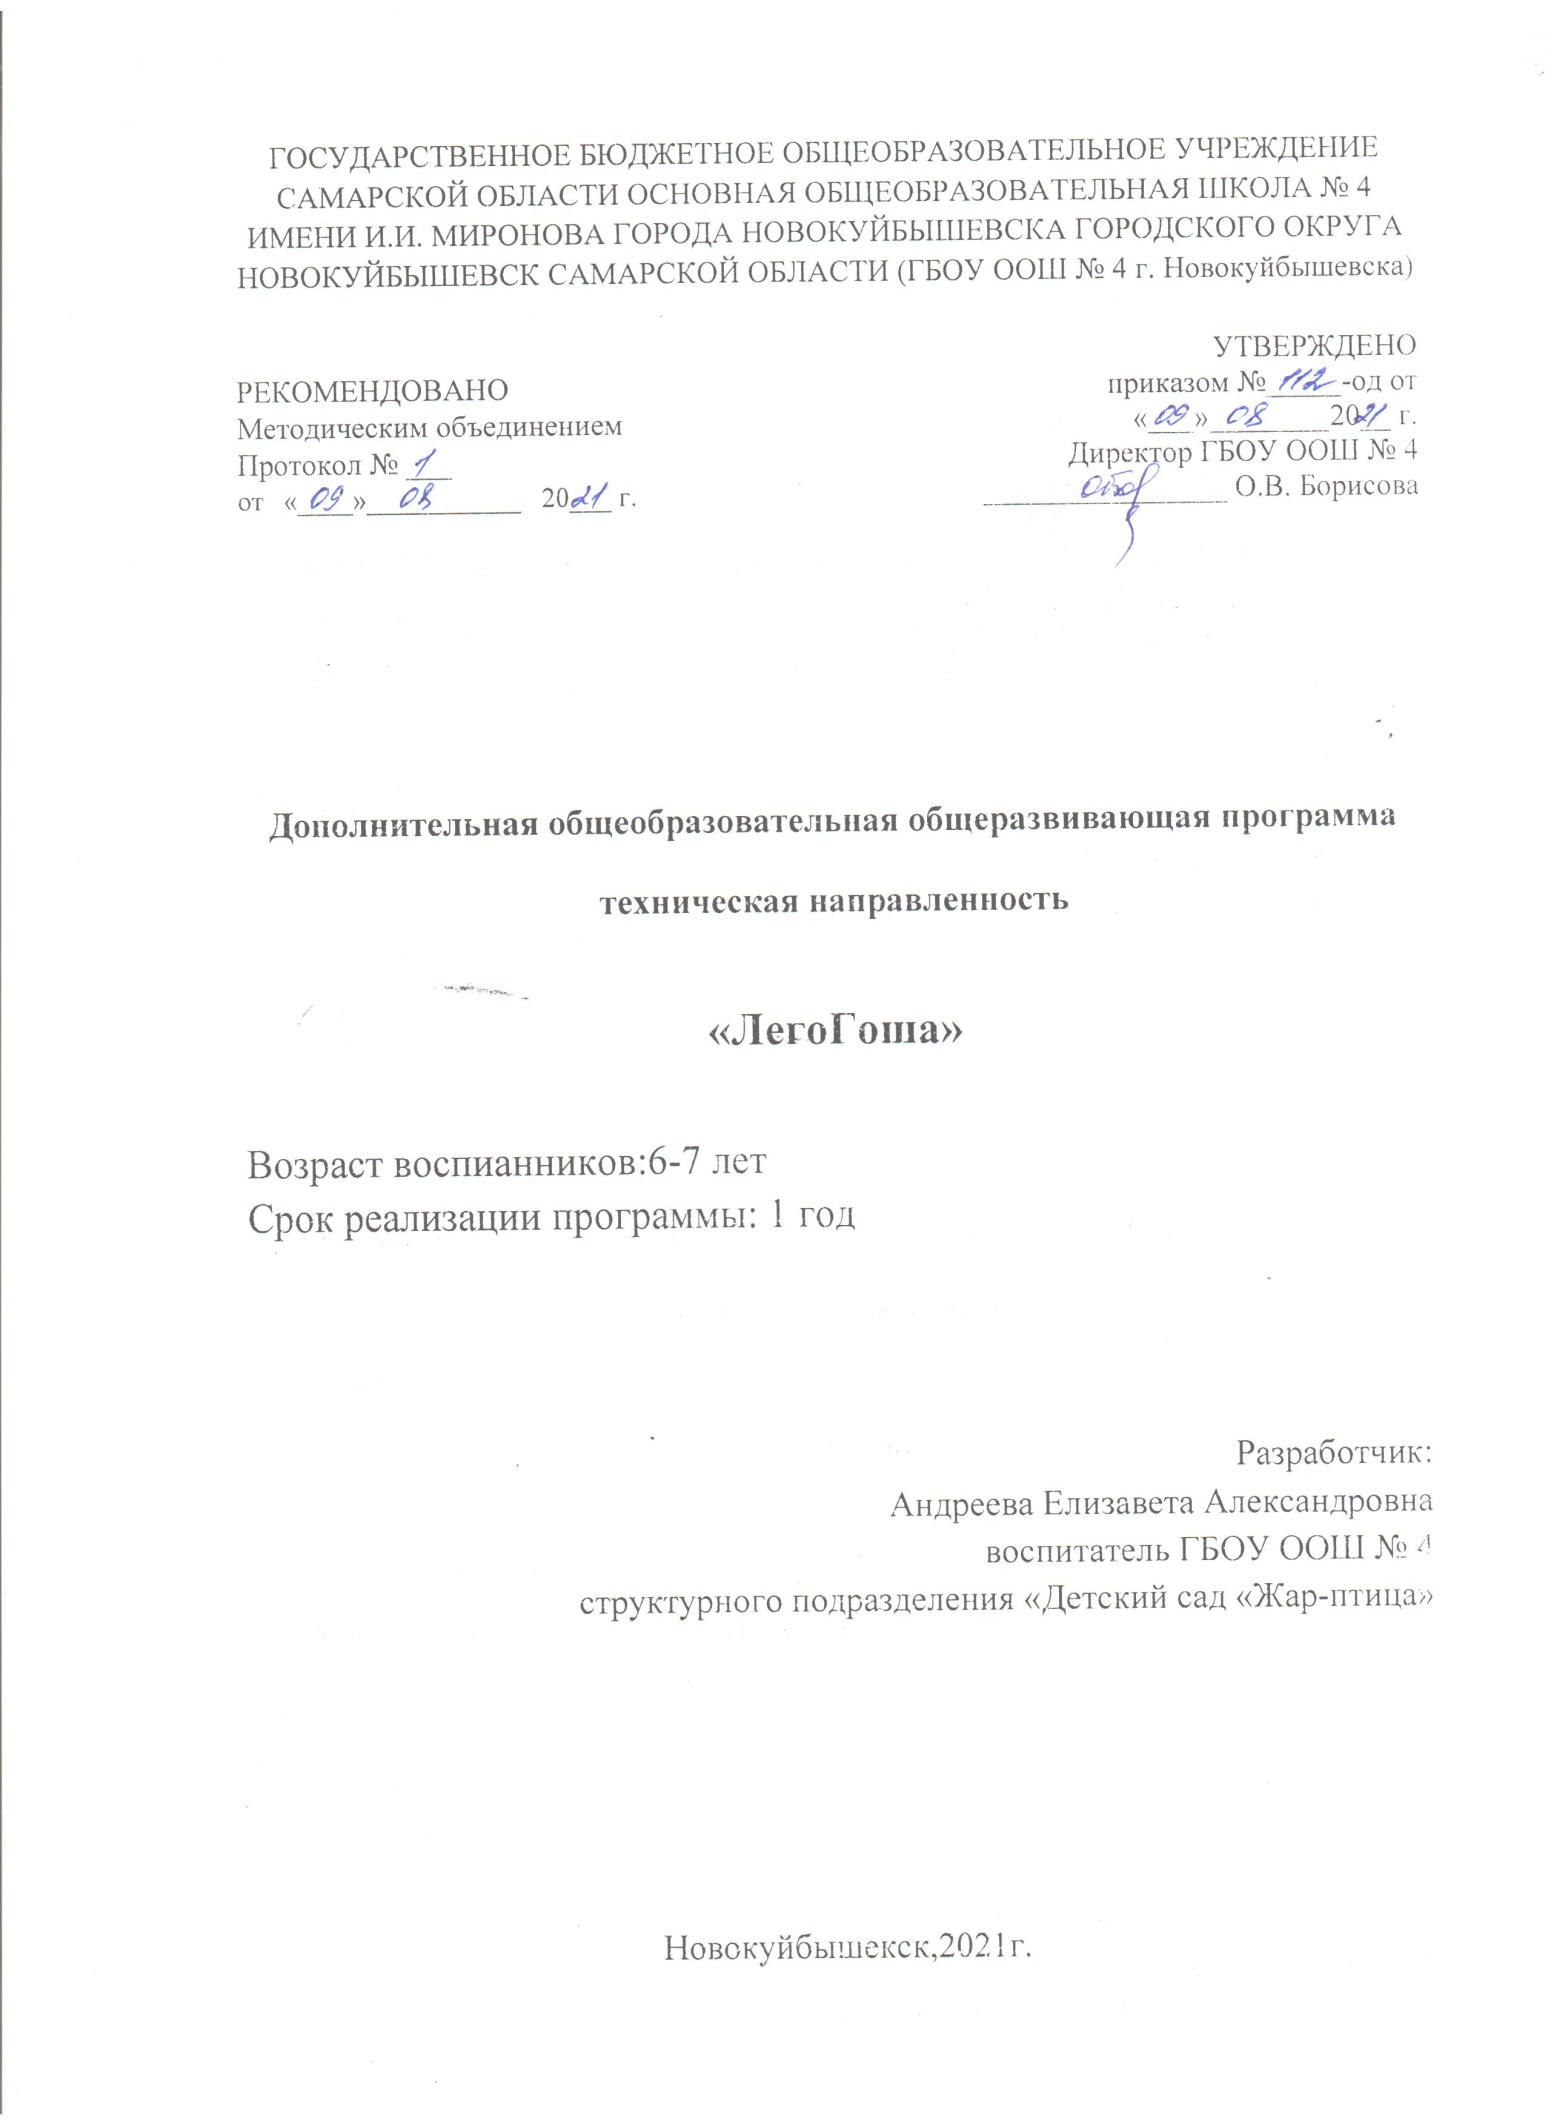 ГОСУДАРСТВЕННОЕ БЮДЖЕТНОЕ ОБЩЕОБРАЗОВАТЕЛЬНОЕ УЧРЕЖДЕНИЕ
САМАРСКОЙ ОБЛАСТИ ОСНОВНАЯ ОБЩЕОБРАЗОВАТЕЛЬНАЯ ШКОЛА № 4
ИМЕНИ И.И. МИРОНОВА ГОРОДА НОВОКУЙБЫШЕВСКА ГОРОДСКОГО ОКРУГА
НОВОКУЙБЫШЕВСК САМАРСКОЙ ОБЛАСТИ (ГБОУ ООШ № 4 г. Новокуйбышевска)
РЕКОМЕНДОВАНО
Методическим объединением
Протокол № 1
от «09» 08 2021 г.
УТВЕРЖДЕНО
приказом № 112-од от
«09» 08 2021 г.
Директор ГБОУ ООШ № 4
О.В. Борисова
Дополнительная общеобразовательная общеразвивающая программа
техническая направленность
«ЛегоГоша»
Возраст воспианников:6-7 лет
Срок реализации программы: 1 год
Разработчик:
Андреева Елизавета Александровна
воспитатель ГБОУ ООШ № 4
структурного подразделения «Детский сад «Жар-птица»
Новокуйбышекск,2021г.